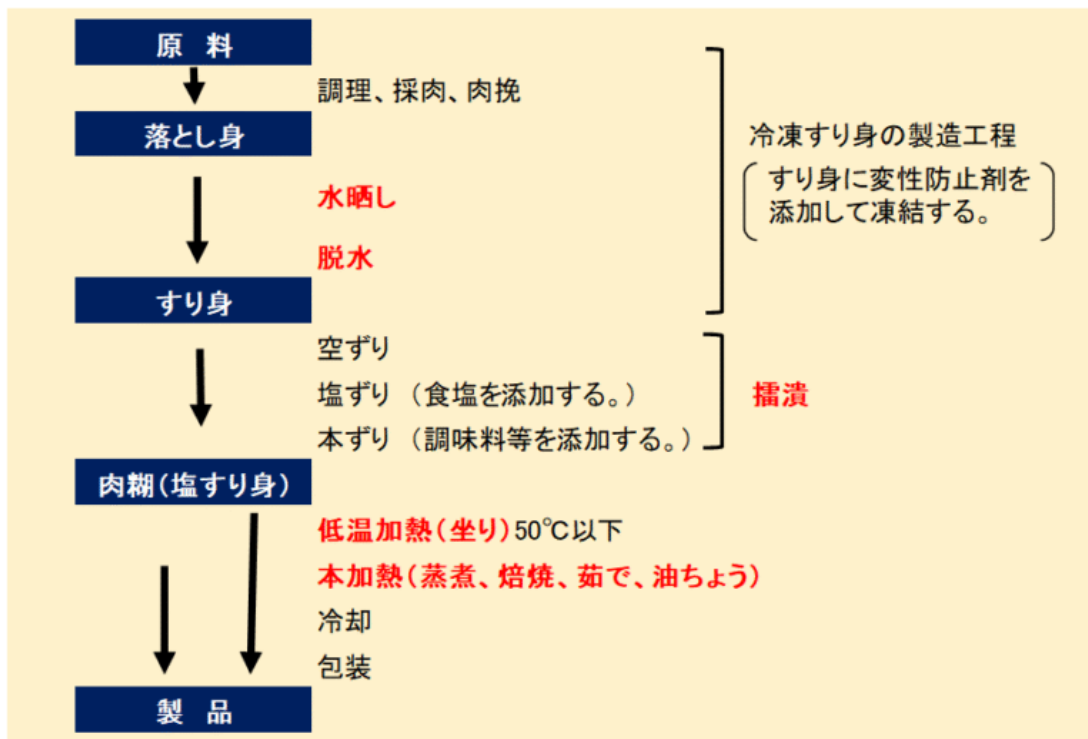 原　料
調理、採肉、肉挽
落とし身
冷凍すり身の製造工程
すり身に変性防止剤を
添加して凍結する。
水晒し
脱水
すり身
空ずり
塩ずり （食塩を添加する。）
擂潰
本ずり （調味料等を添加する。）
肉糊（塩すり身）
低温加熱（坐り）50℃以下
本加熱（蒸煮、焙焼、茹で、油ちょう）
冷却
包装
製　品